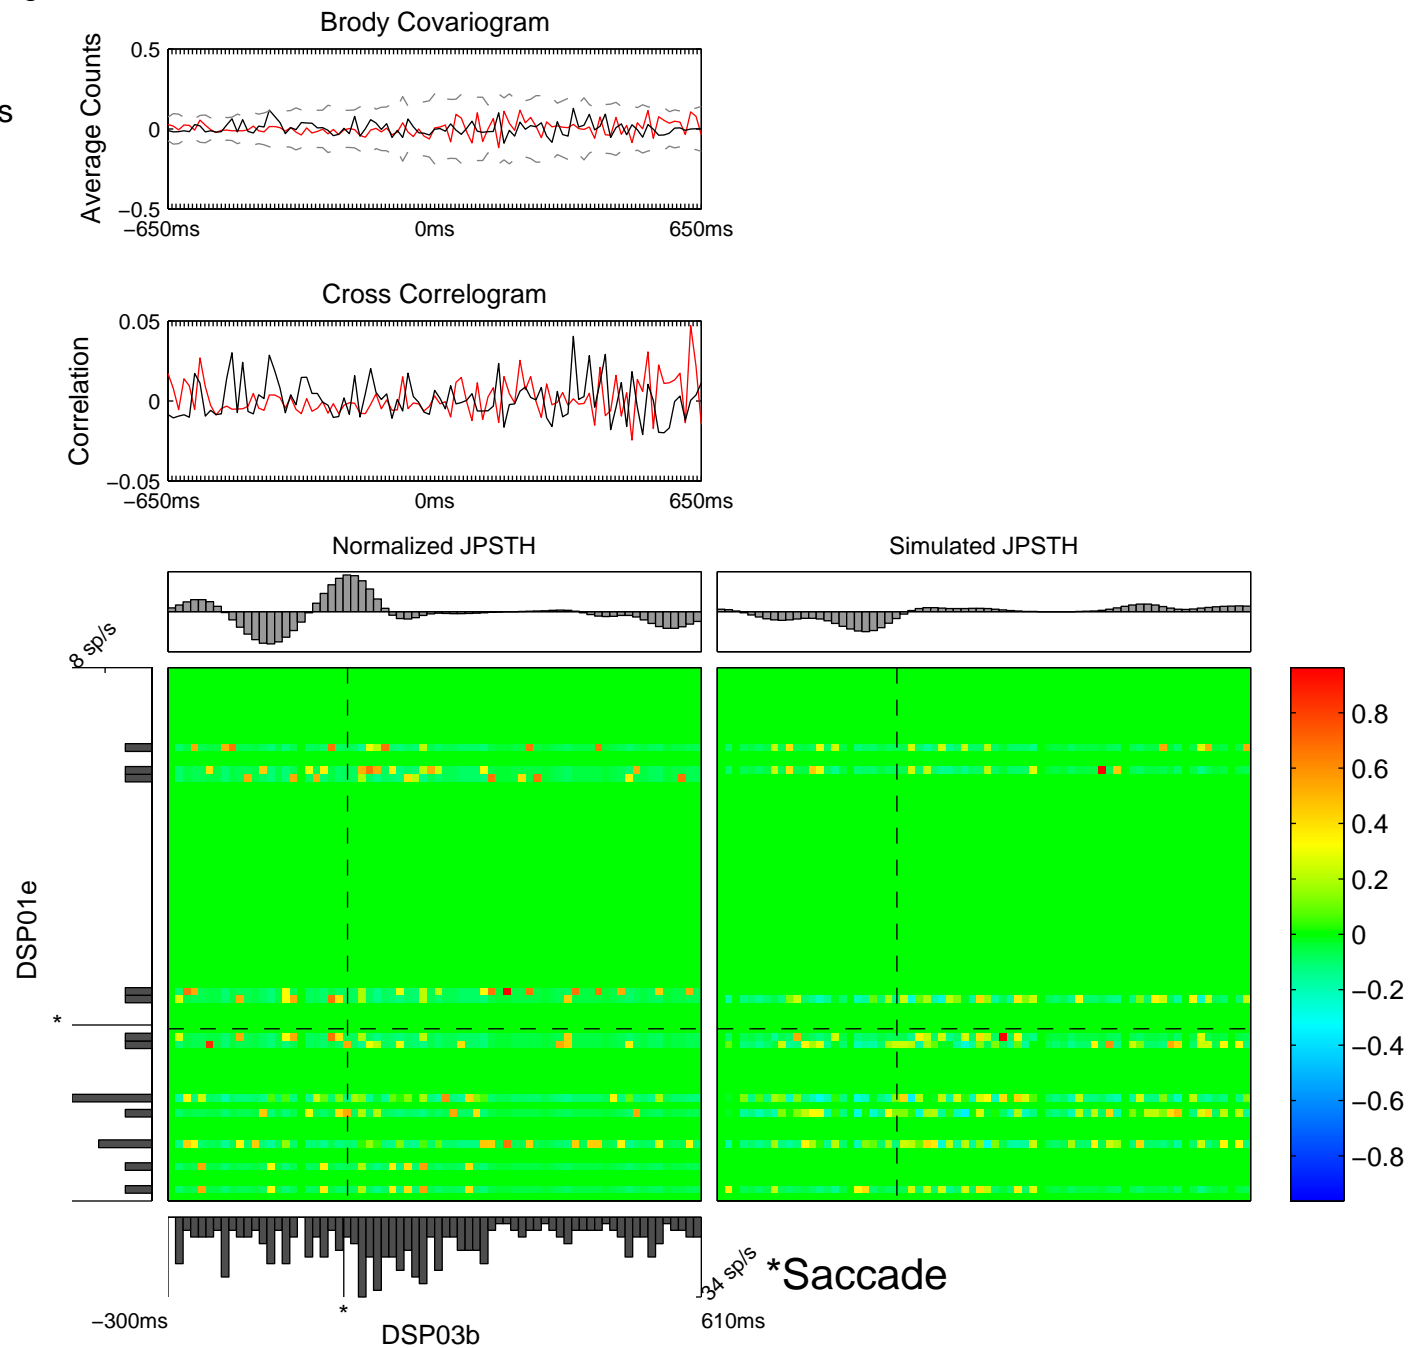 Brody Covariogram
0.5
0
−0.5
Average Counts
s
−650ms
0ms
650ms
Cross Correlogram
0.05
0
−0.05
Correlation
−650ms
0ms
650ms
Normalized JPSTH
Simulated JPSTH
8 sp/s
DSP01e
*
0.8
0.6
0.4
0.2
0
−0.2
−0.4
−0.6
−0.8
34 sp/s
*Saccade
*
−300ms
610ms
DSP03b